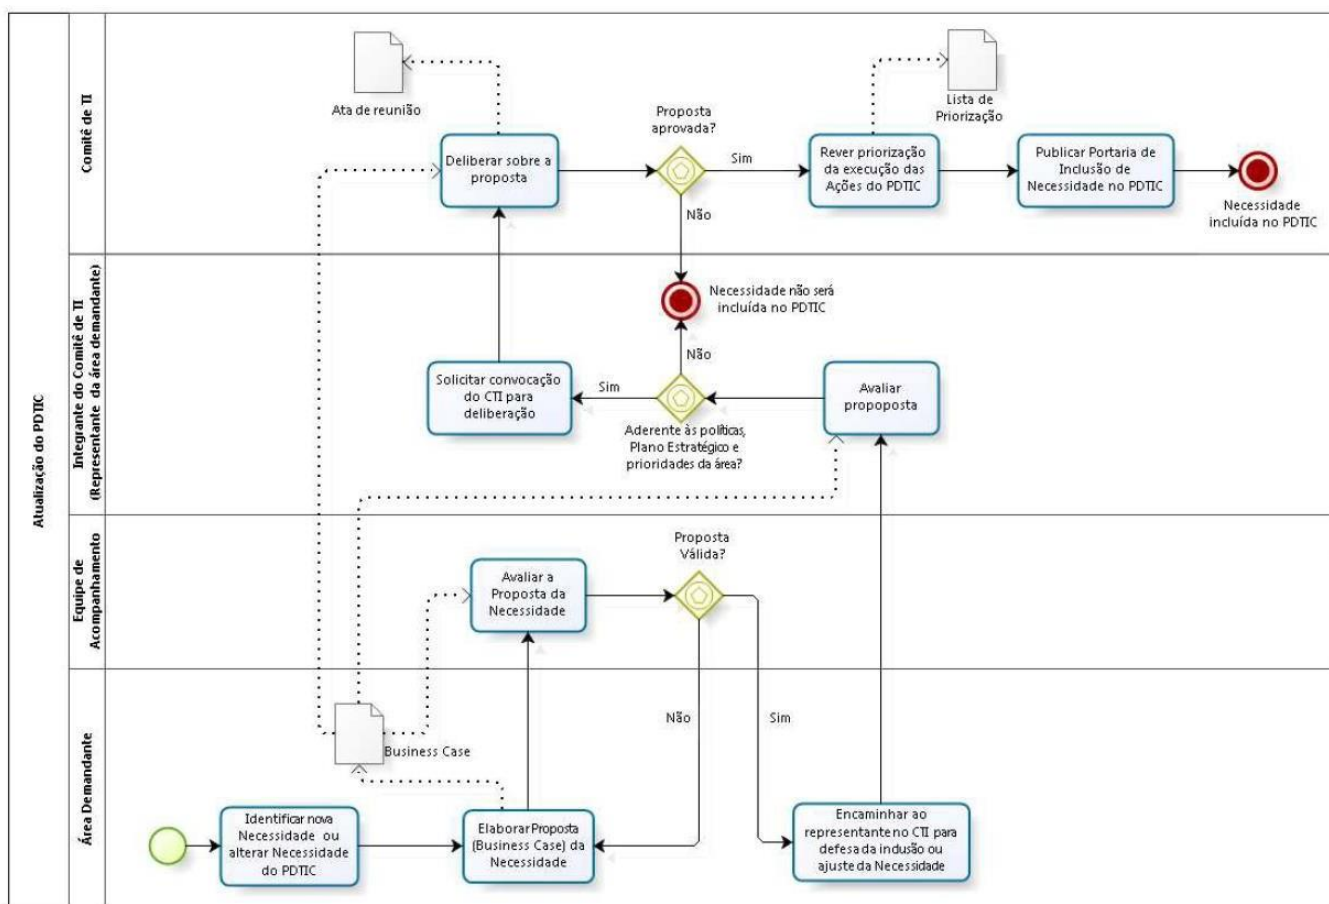 Atualização do PDTIC
Comitê de TI
Ata de reunião
Deliberar sobre a
proposta
Proposta
aprovada?
Sim
Não
Rever priorização
da execução das
Ações do PDTIC
Lista de
Priorização
Publicar Portaria de
Inclusão de
Necessidade no PDTIC
Necessidade
incluída no PDTIC
Integrante do Comitê de TI
(Representante da área demandante)
Necessidade não será
incluída no PDTIC
Não
Solicitar convocação
do CTI para
deliberação
Sim
Aderente às políticas,
Plano Estratégico e
prioridades da área?
Avaliar
propoposta
Equipe de
Acompanhamento
Avaliar a
Proposta da
Necessidade
Proposta
Válida?
Área Demandante
Business Case
Não
Sim
Identificar nova
Necessidade ou
alterar Necessidade
do PDTIC
Elaborar Proposta
(Business Case) da
Necessidade
Encaminhar ao
representante no CTI para
defesa da inclusão ou
ajuste da Necessidade